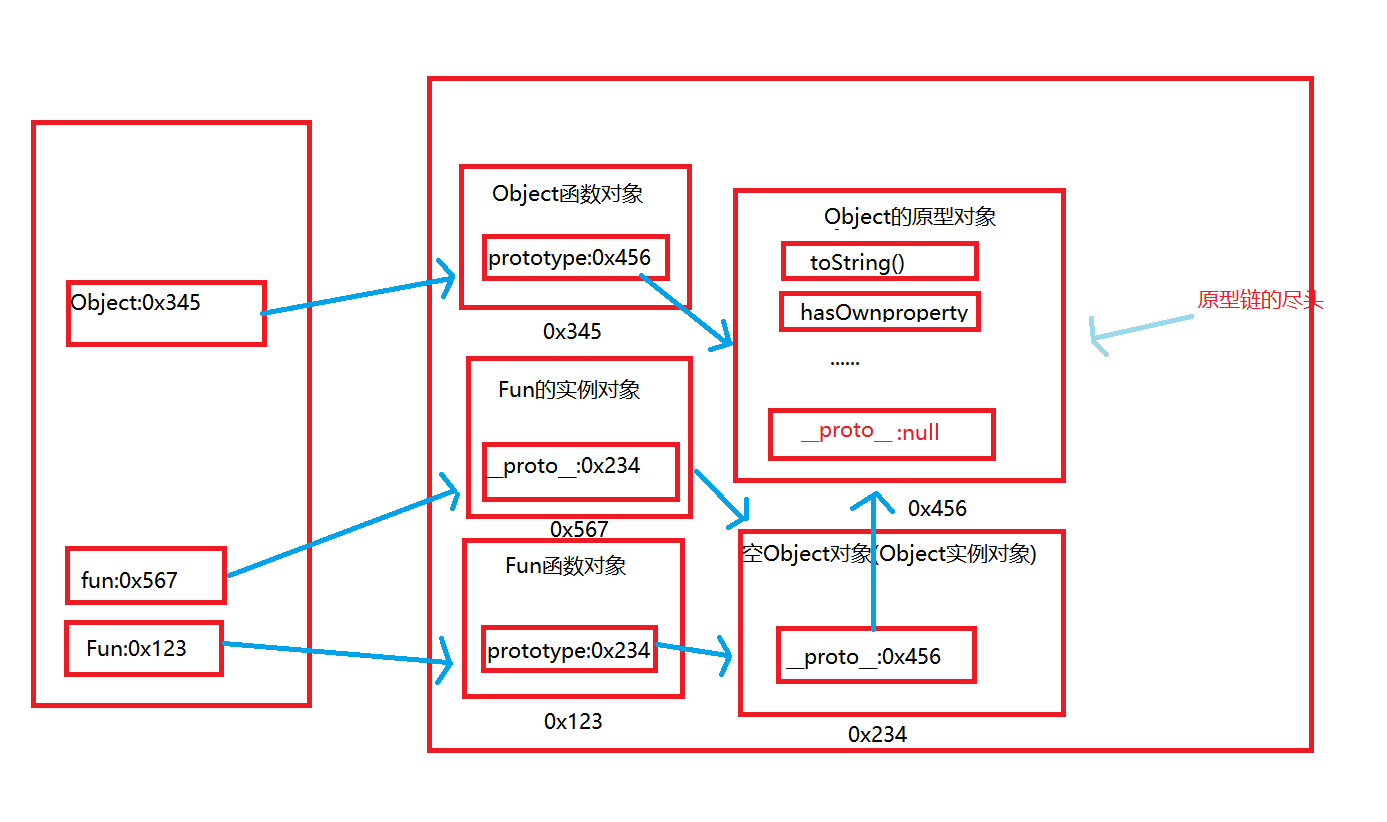 Object:0x345
fun:0x567
Fun:0x123
Object函数对象
prototype:0x456
0x345
Fun的实例对象
__proto__:0x234
0x567
Fun函数对象
prototype:0x234
0x123
Object的原型对象
toString()
hasOwnproperty
......
__proto__:null
0x456
空Object对象(Object实例对象)
__proto__:0x456
0x234
原型链的尽头